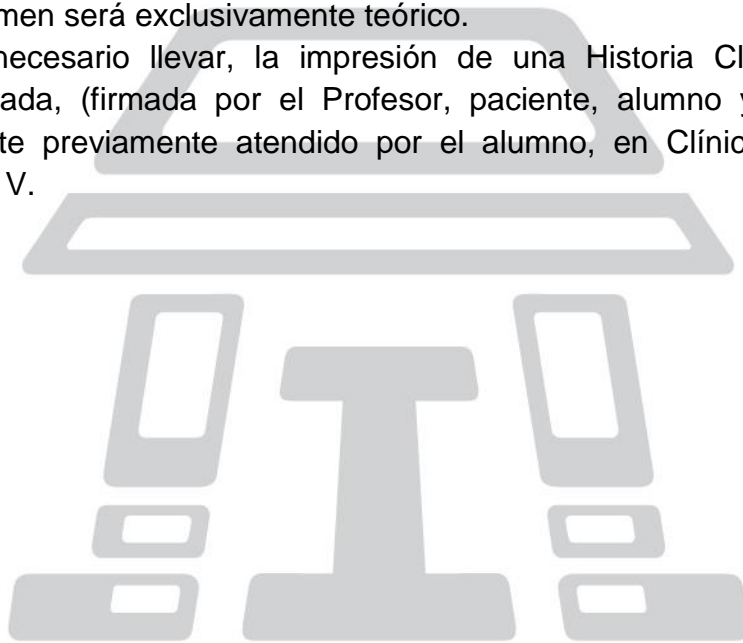 men será exclusivamente teórico.
necesario llevar, la impresión de una Historia Cl
ada, (firmada por el Profesor, paciente, alumno y
te previamente atendido por el alumno, en Clínic
V.